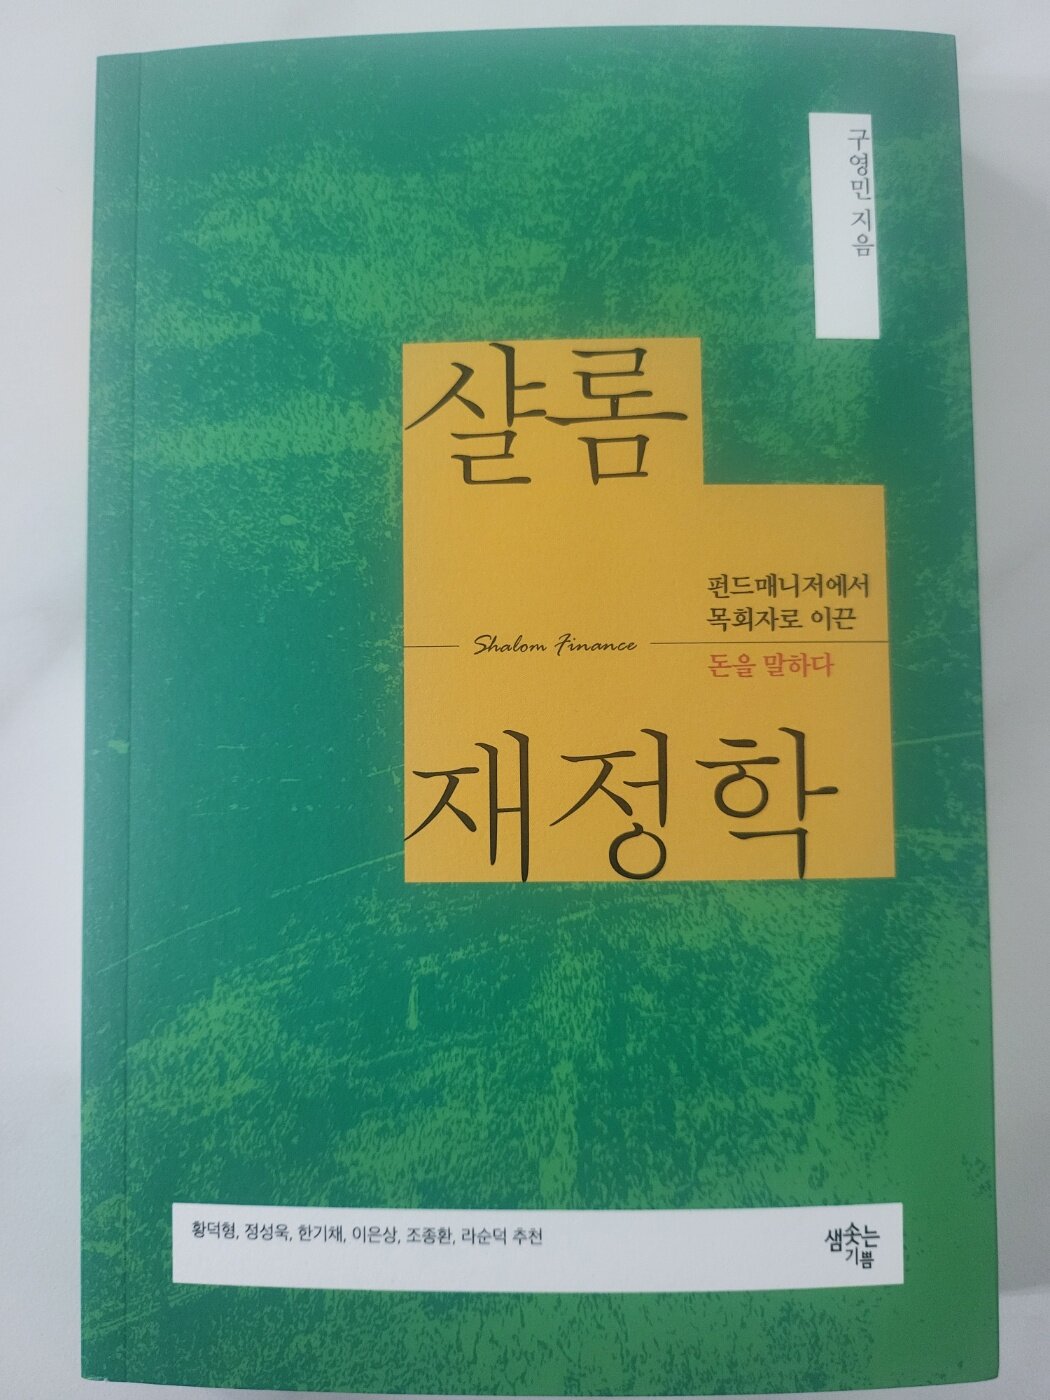 구영민 지음
샬롬
펀드매니저에서
목회자로 이끈
Shalom Finance
돈을 말하다
재정학
황덕형, 정성욱, 한기채, 이은상, 조종환, 라순덕 추천
샘솟는
기쁨